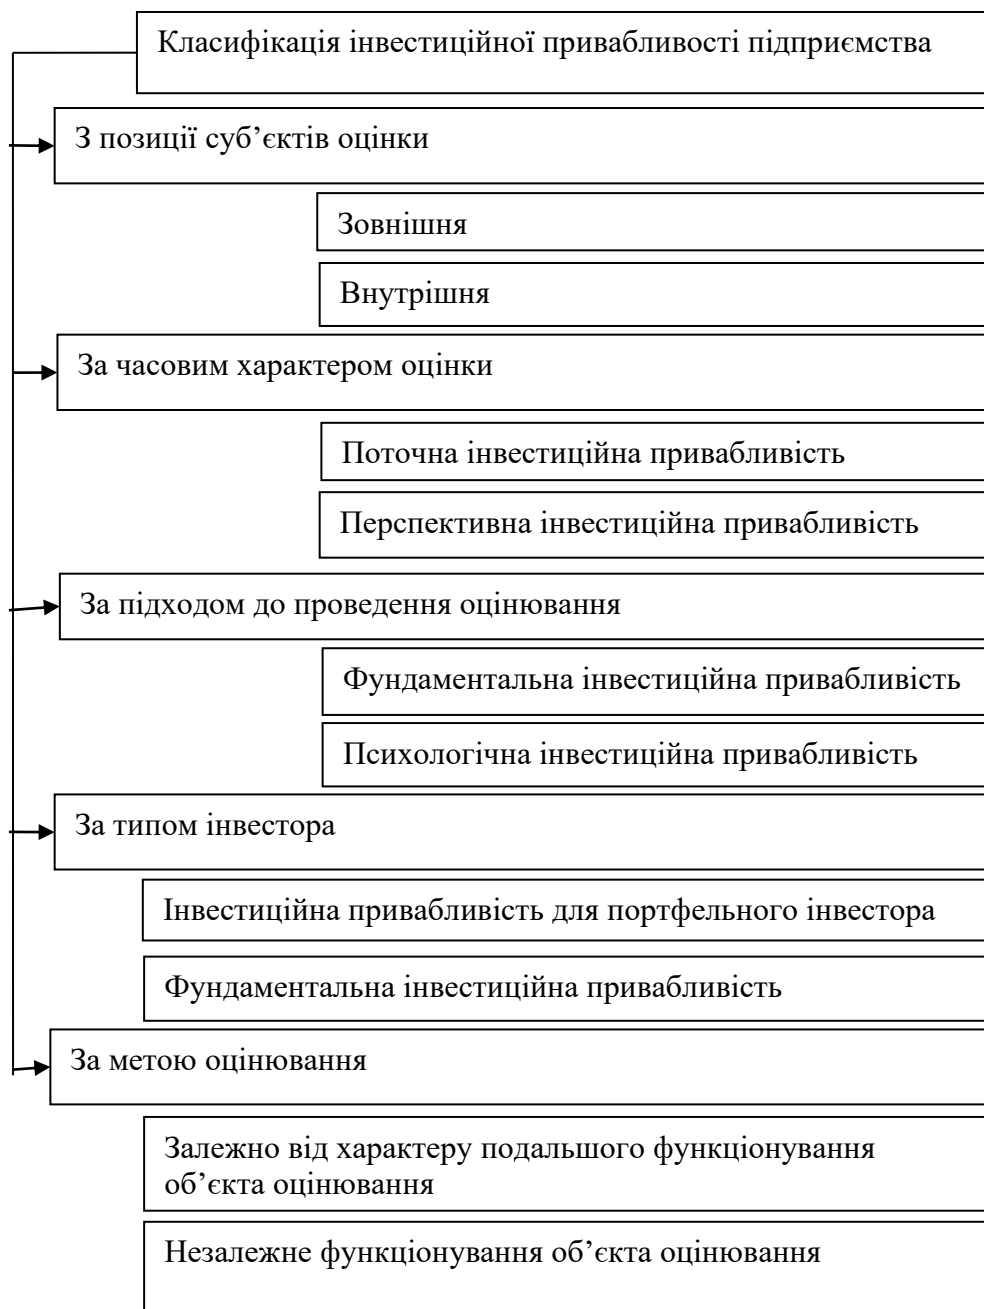 Класифікація інвестиційної привабливості підприємства
З позиції суб’єктів оцінки
Зовнішня
Внутрішня
За часовим характером оцінки
Поточна інвестиційна привабливість
Перспективна інвестиційна привабливість
За підходом до проведення оцінювання
Фундаментальна інвестиційна привабливість
Психологічна інвестиційна привабливість
За типом інвестора
Інвестиційна привабливість для портфельного інвестора
Фундаментальна інвестиційна привабливість
За метою оцінювання
Залежно від характеру подальшого функціонування
об’єкта оцінювання
Незалежне функціонування об’єкта оцінювання